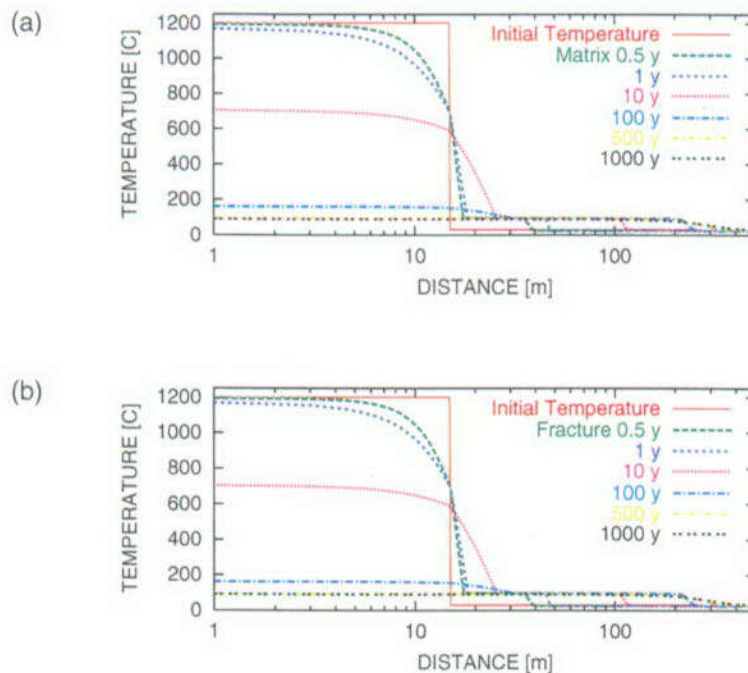 (a)
TEMPERATURE [C]
1200
1000
800
600
400
200
0
1
10
100
DISTANCE [m]
Initial Temperature
Matrix 0.5 y
1 y
10 y
100 y
500 y
1000 y
(b)
TEMPERATURE [C]
1200
1000
800
600
400
200
0
1
10
100
DISTANCE [m]
Initial Temperature
Fracture 0.5 y
1 y
10 y
100 y
500 y
1000 y